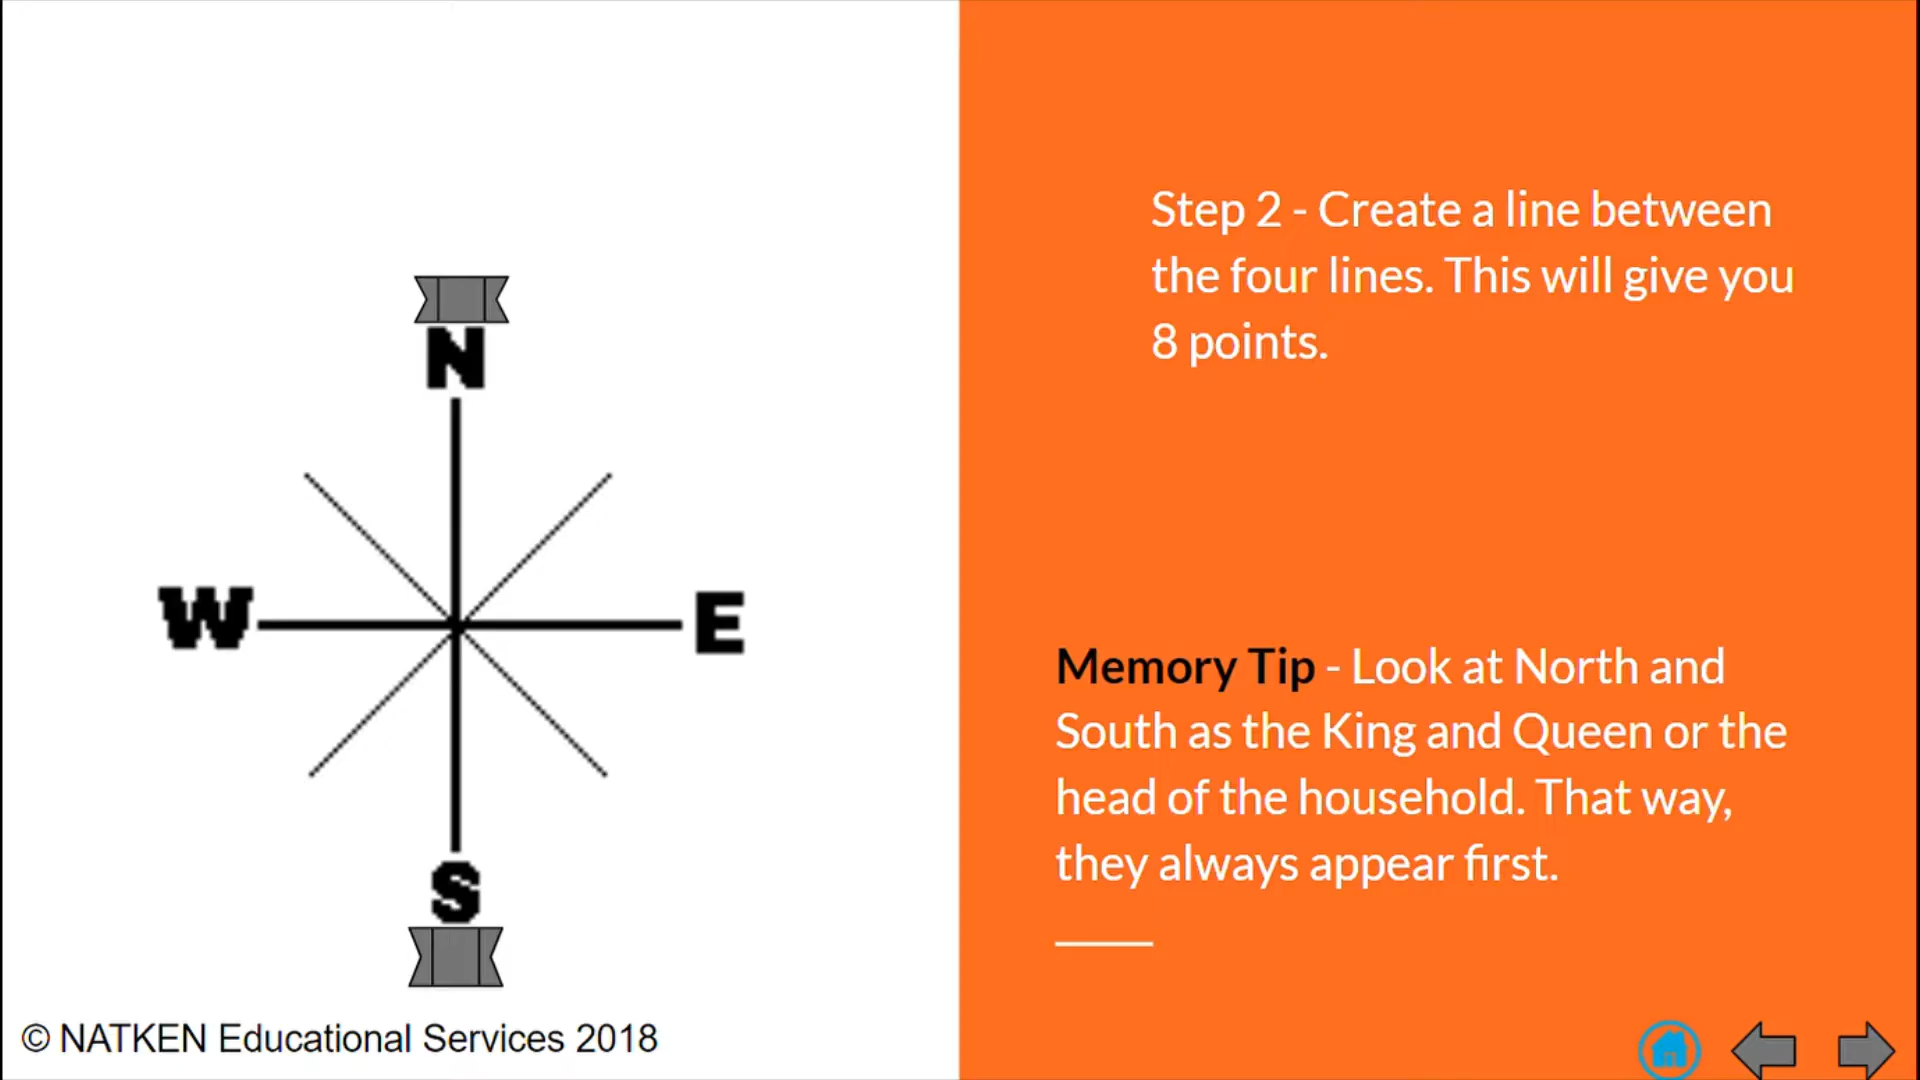 N
W
E
S
© NATKEN Educational Services 2018
Step 2 - Create a line between
the four lines. This will give you
8 points.
Memory Tip - Look at North and
South as the King and Queen or the
head of the household. That way,
they always appear first.